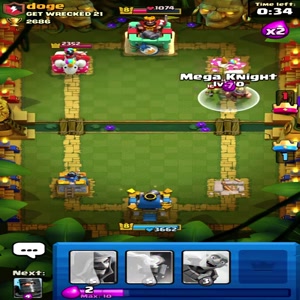 doge
GET WRECKED 21
2686
Time left:
0:34
x2
1074
2352
Mega Knight
3662
Next:
2
Max: 10